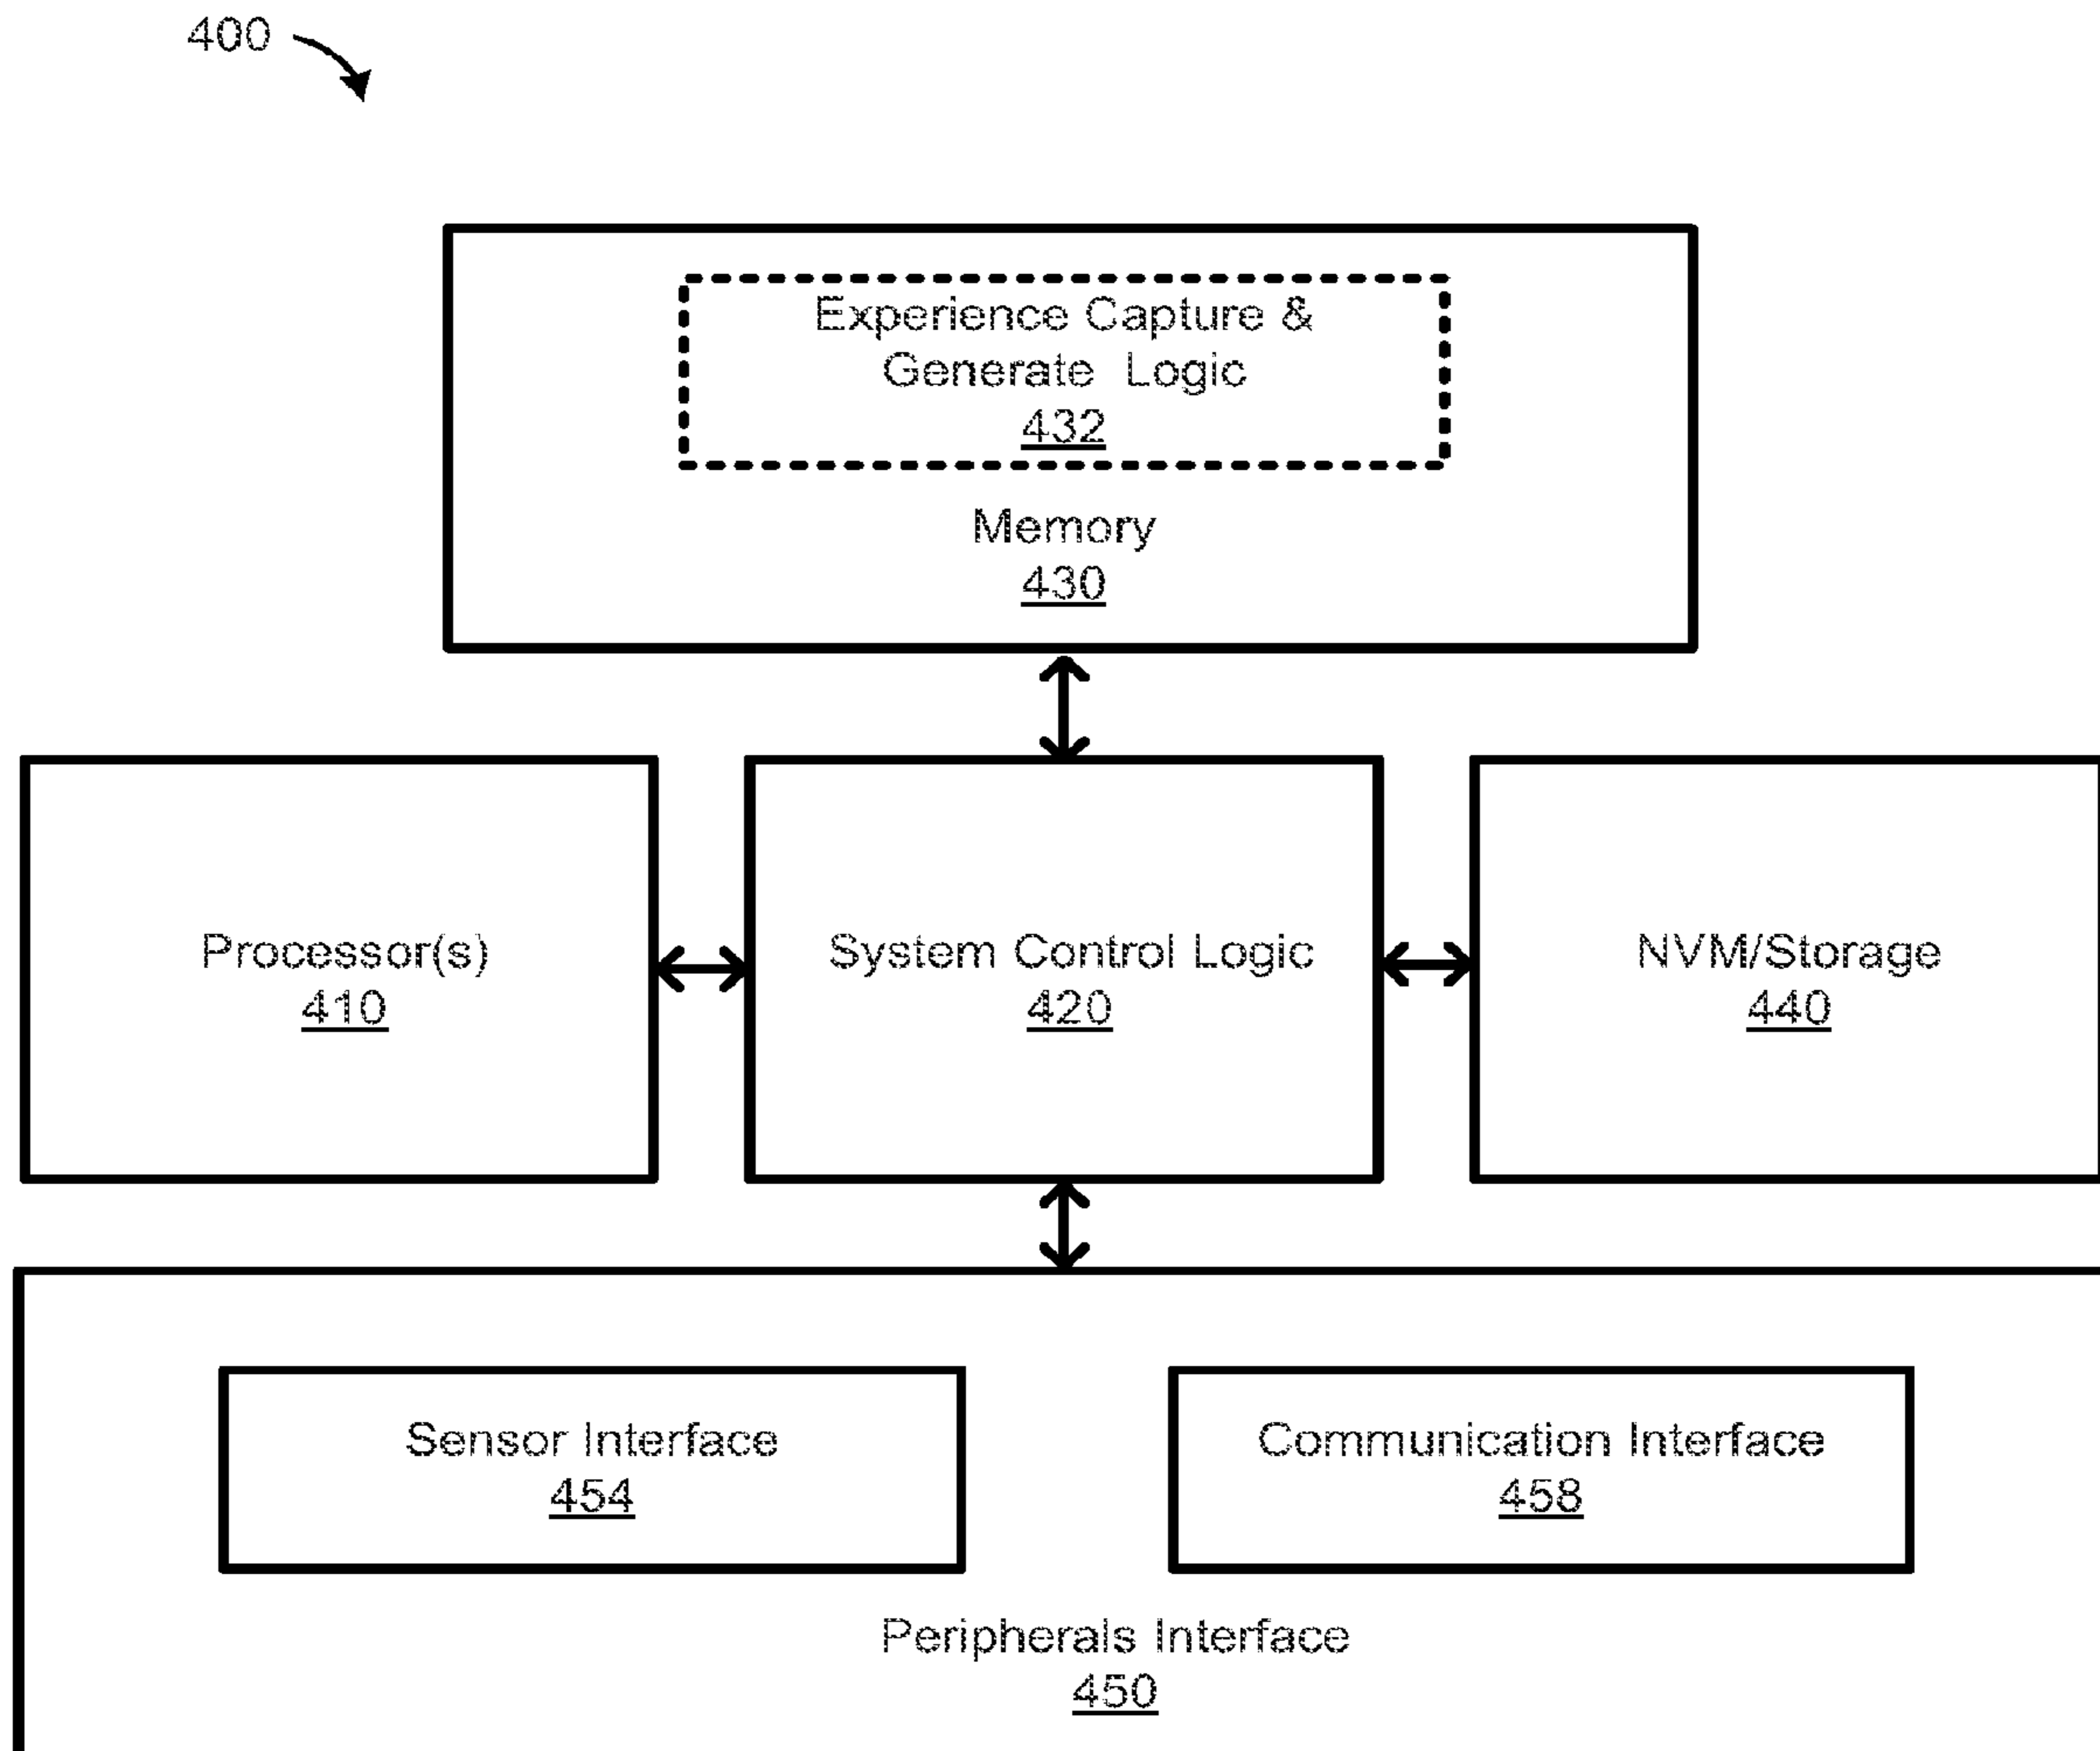 400
Experience Capture &
Generate Logic
432
Memory
430
Processor(s)
410
System Control Logic
420
NVM/Storage
440
Sensor Interface
454
Communication Interface
458
Peripherals Interface
450